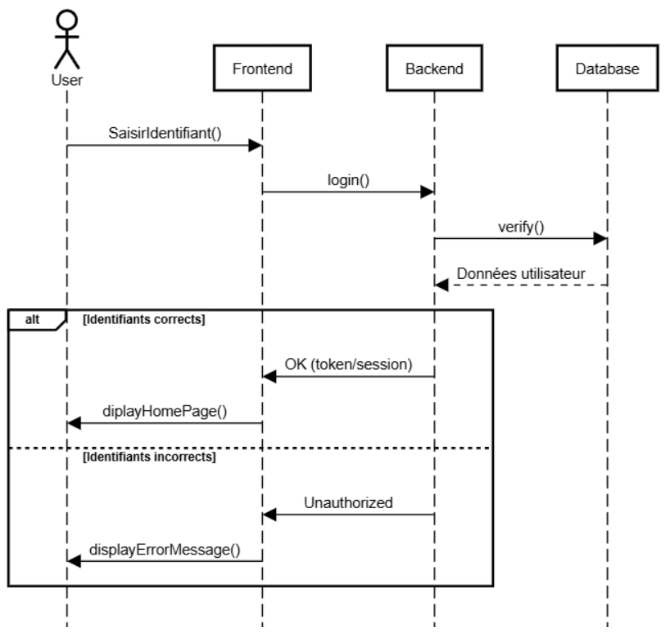 User
Frontend
Backend
Database
SaisirIdentifiant()
login()
verify()
Données utilisateur
alt
[Identifiants corrects]
OK (token/session)
diplayHomePage()
[Identifiants incorrects]
Unauthorized
displayErrorMessage()